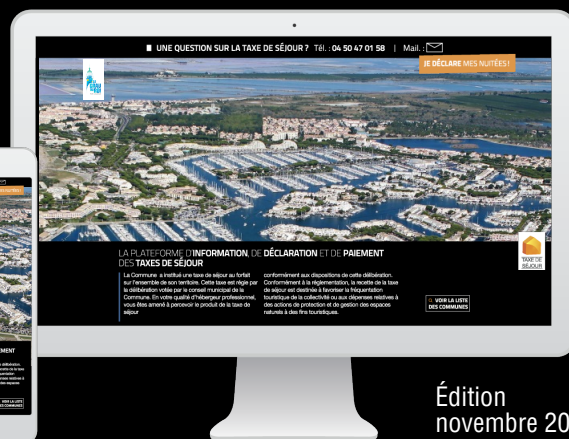 UNE QUESTION SUR LA TAXE DE SÉJOUR ? Tél. : 04 50 47 01 58 | Mail. :
JE DÉCLARE MES NUITÉES !
LA PLATEFORME D'INFORMATION, DE DÉCLARATION ET DE PAIEMENT
DES TAXES DE SÉJOUR
La Commune a institué une taxe de séjour au forfait
sur l'ensemble de son territoire. Cette taxe est régie par
la délibération votée par le conseil municipal de la
Commune. En votre qualité d'hébergeur professionnel,
vous êtes amené à percevoir le produit de la taxe de
séjour
conformément aux dispositions de cette délibération.
Conformément à la réglementation, la recette de la taxe
de séjour est destinée à favoriser la fréquentation
touristique de la collectivité ou aux dépenses relatives à
des actions de protection et de gestion des espaces
naturels à des fins touristiques.
TAXE DE
SÉJOUR
VOIR LA LISTE
DES COMMUNES
Édition
novembre 20